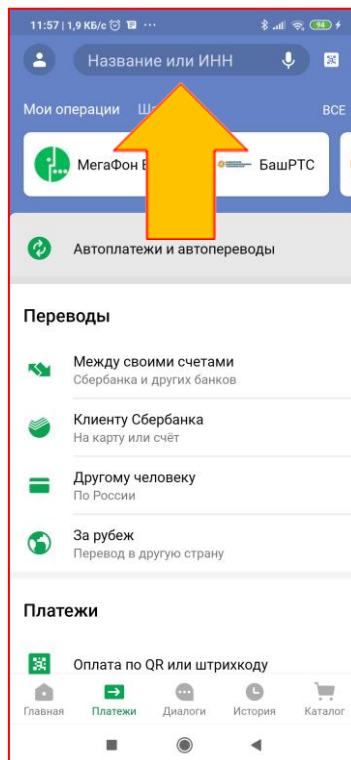 11:57 | 1,9 КБ/с ...
94
Название или ИНН
Мои операции
ВСЕ
МегаФон
БашРТС
Автоплатежи и автопереводы
Переводы
Между своими счетами
Сбербанка и других банков
Клиенту Сбербанка
На карту или счёт
Другому человеку
По России
За рубеж
Перевод в другую страну
Платежи
Оплата по QR или штрихкоду
Главная
Платежи
Диалоги
История
Каталог